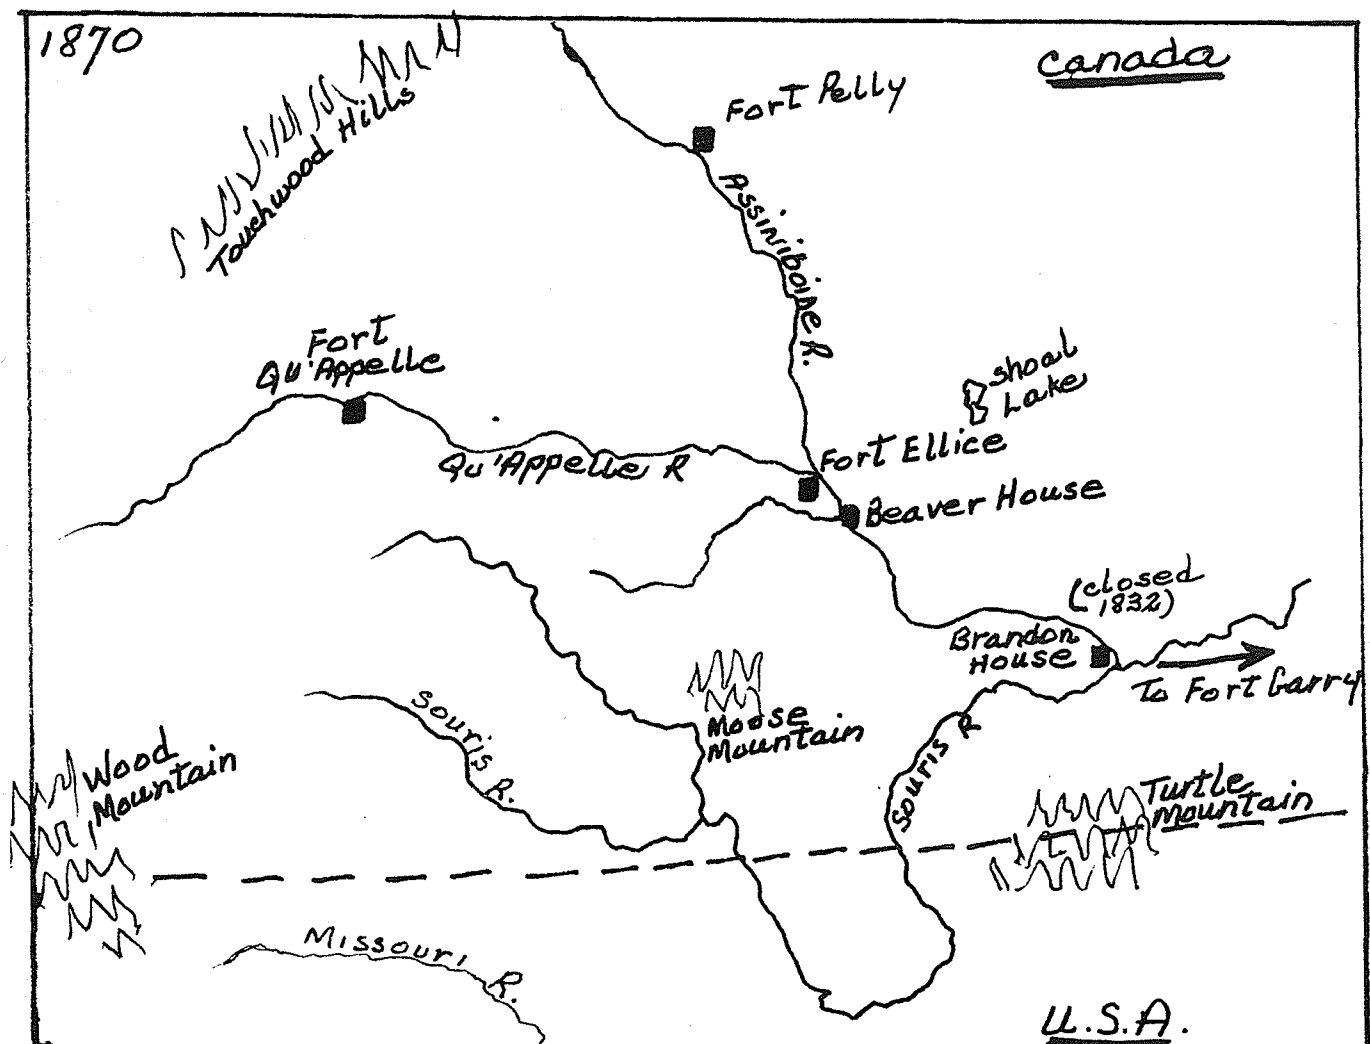 1870
Canada
Fort Pelly
Touchwood Hills
Assiniboine R.
Fort
Qu'Appelle
Shoal
Lake
Qu'Appelle R
Fort Ellice
Beaver House
(closed
1832)
Brandon
House
To Fort Garry
Souris R.
Moose
Mountain
Souris R
Wood
Mountain
Turtle
Mountain
Missouri R.
U.S.A.